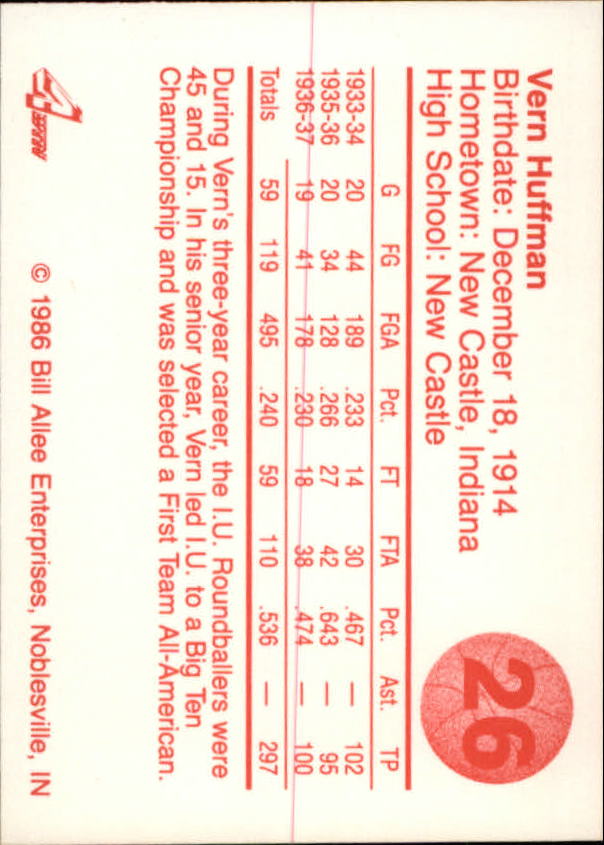 Vern Huffman
Birthdate: December 18, 1914
Hometown: New Castle, Indiana
High School: New Castle
26
G FG FGA Pct. FT FTA Pct. Ast. TP
1933-34 20 44 189 .233 14 30 .467 — 102
1935-36 20 34 128 .266 27 42 .643 — 95
1936-37 19 41 178 .230 18 38 .474 — 100
Totals 59 119 495 .240 59 110 .536 — 297
During Vern's three-year career, the I.U. Roundballers were
45 and 15. In his senior year, Vern led I.U. to a Big Ten
Championship and was selected a First Team All-American.
© 1986 Bill Allee Enterprises, Noblesville, IN